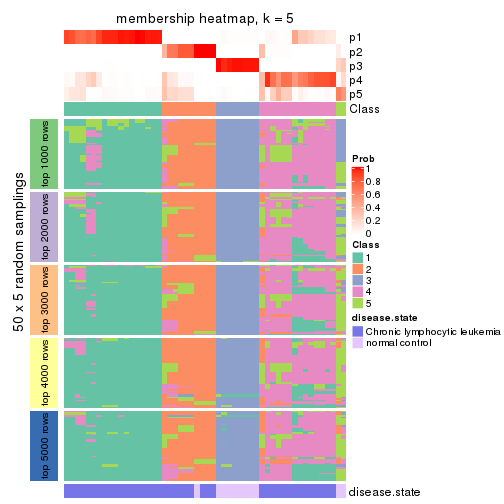 membership heatmap, k = 5
p1
p2
p3
p4
p5
Class
50 x 5 random samplings
top 1000 rows
top 2000 rows
top 3000 rows
top 4000 rows
top 5000 rows
Prob
1
0.8
0.6
0.4
0.2
0
Class
1
2
3
4
5
disease.state
Chronic lymphocytic leukemia
normal control
disease.state